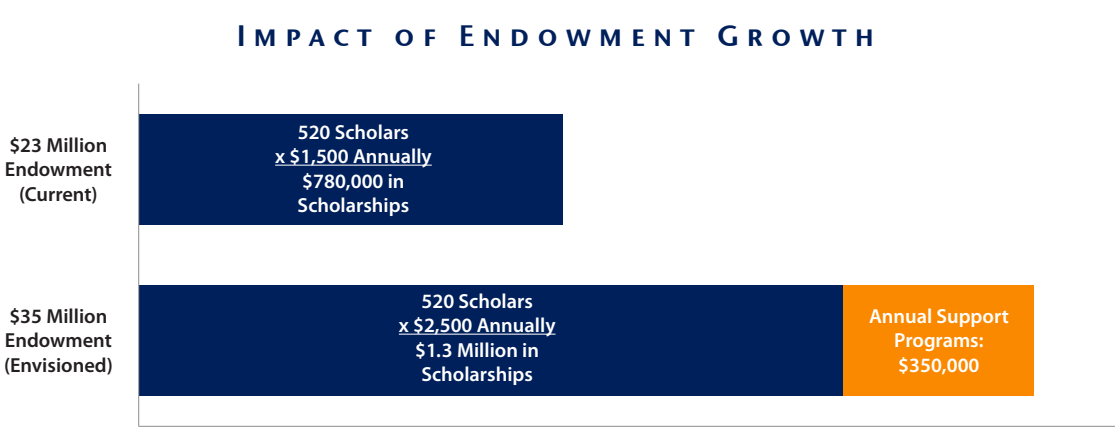 IMPACT OF ENDOWMENT GROWTH
$23 Million
Endowment
(Current)
520 Scholars
x $1,500 Annually
$780,000 in
Scholarships
$35 Million
Endowment
(Envisioned)
520 Scholars
x $2,500 Annually
$1.3 Million in
Scholarships
Annual Support
Programs:
$350,000